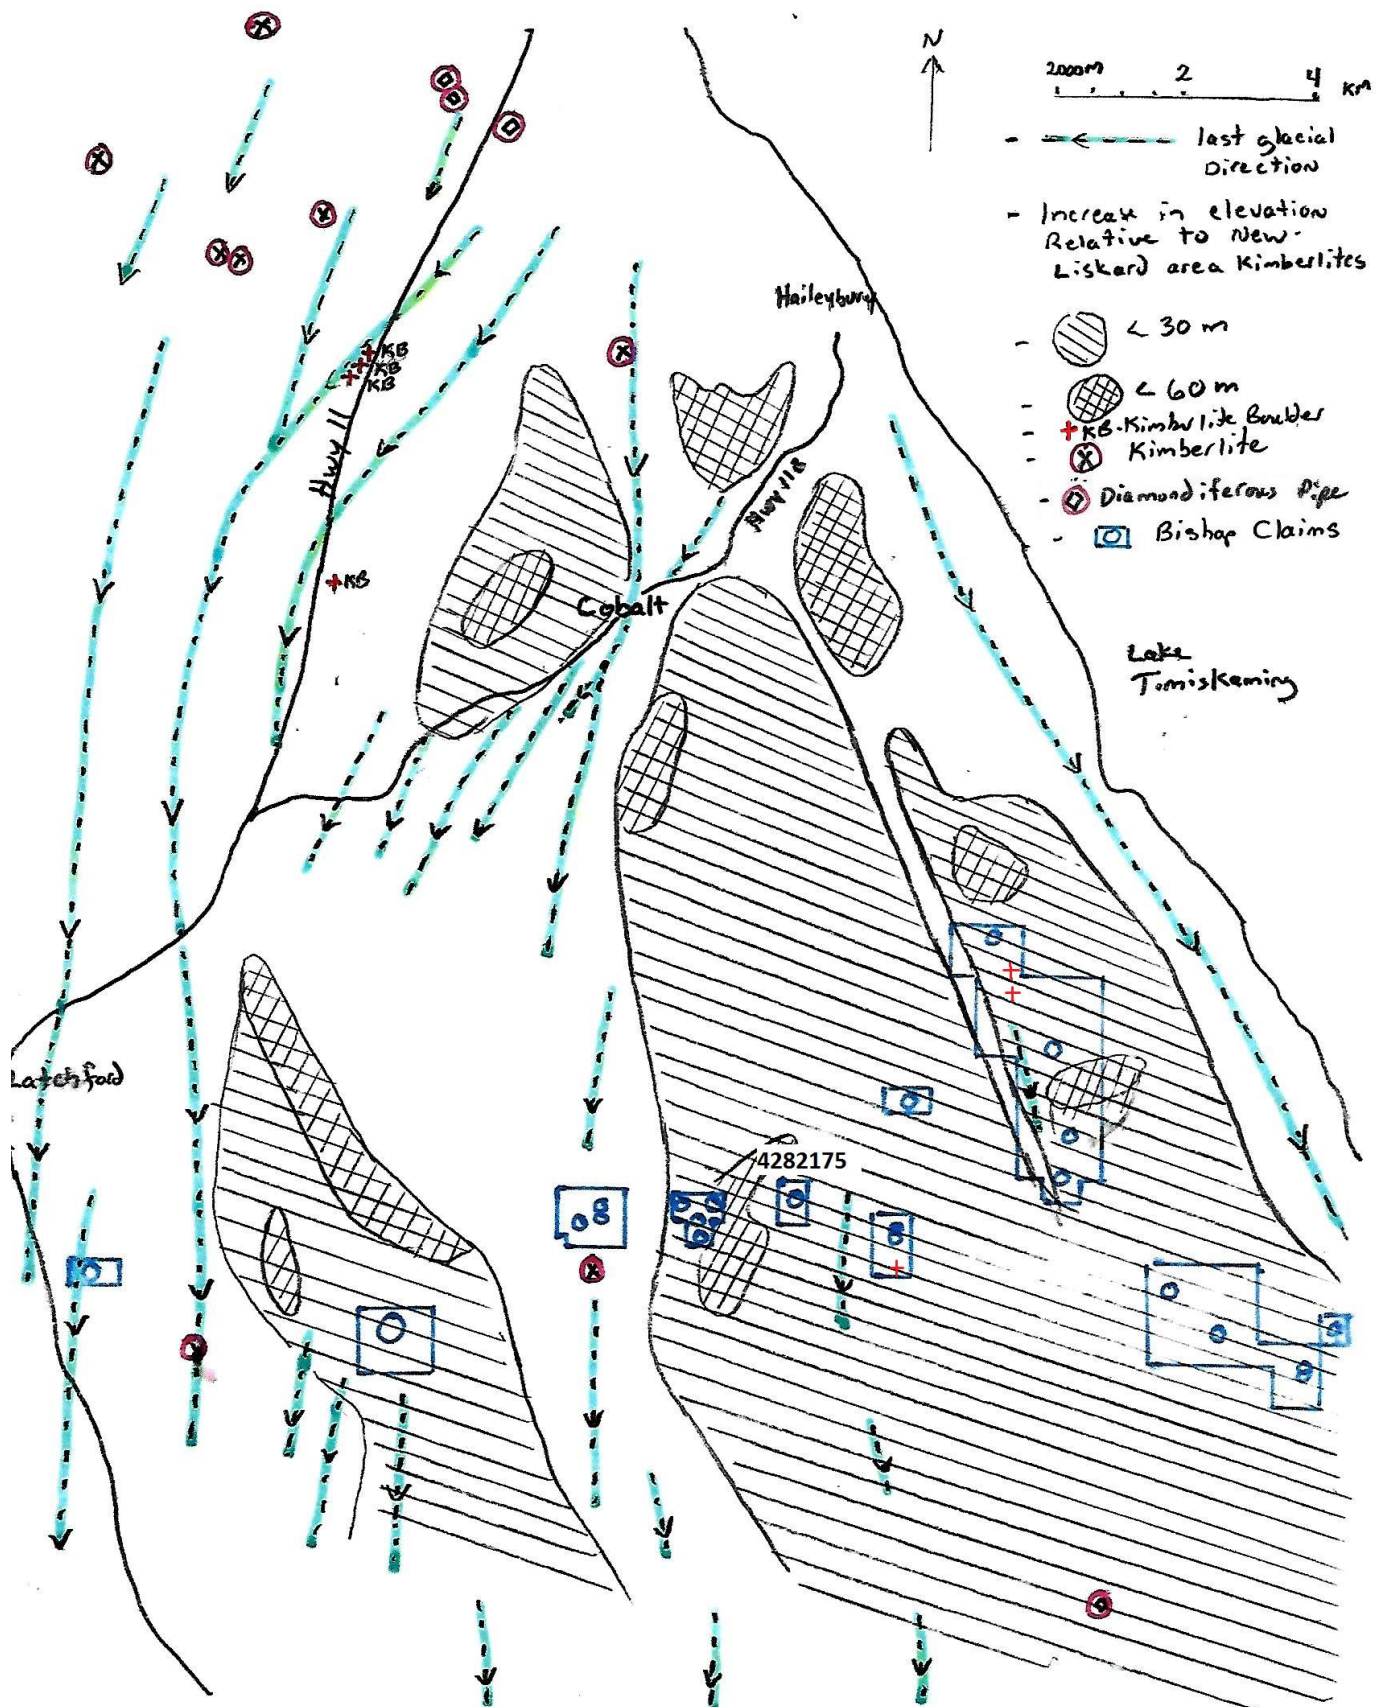 N
2000m 2 4 Km
last glacial
Direction
- Increase in elevation
Relative to New-
Liskard area Kimberlites
< 30 m
< 60 m
KB-Kimberlite Boulder
Kimberlite
Diamondiferous Pipe
Bishop Claims
Haileybury
KB
KB
KB
Hwy 11
Hwy 11B
KB
Cobalt
Lake
Timiskaming
Latchford
4282175